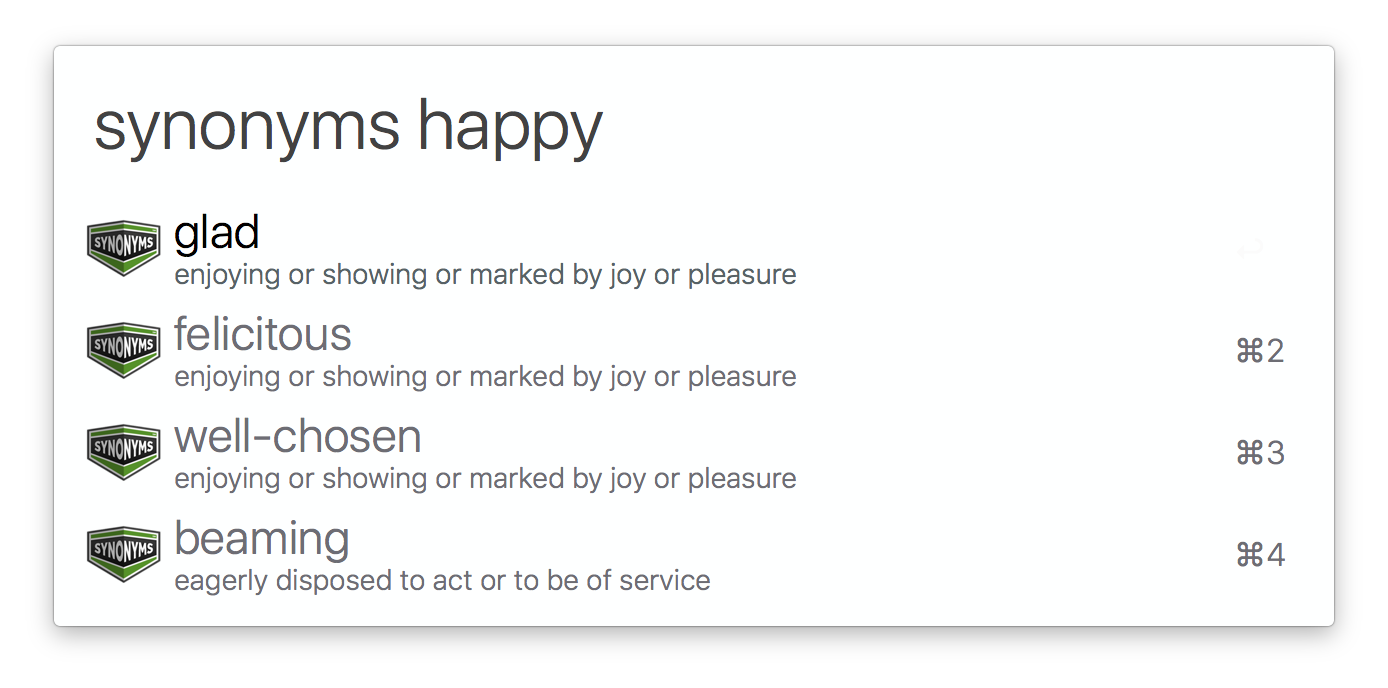 synonyms happy
SYNONYMS
glad
enjoying or showing or marked by joy or pleasure
SYNONYMS
felicitous
enjoying or showing or marked by joy or pleasure
⌘2
SYNONYMS
well-chosen
enjoying or showing or marked by joy or pleasure
⌘3
SYNONYMS
beaming
eagerly disposed to act or to be of service
⌘4